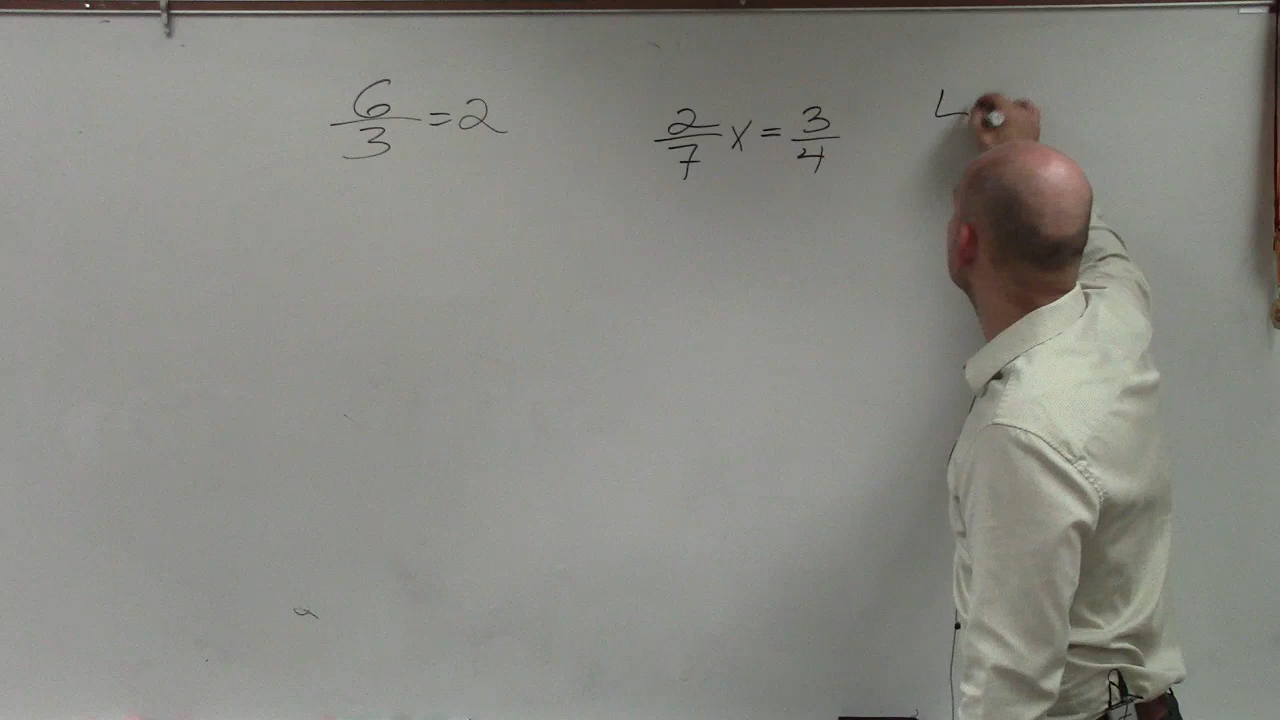 6/3 = 2
2/7 x = 3/4